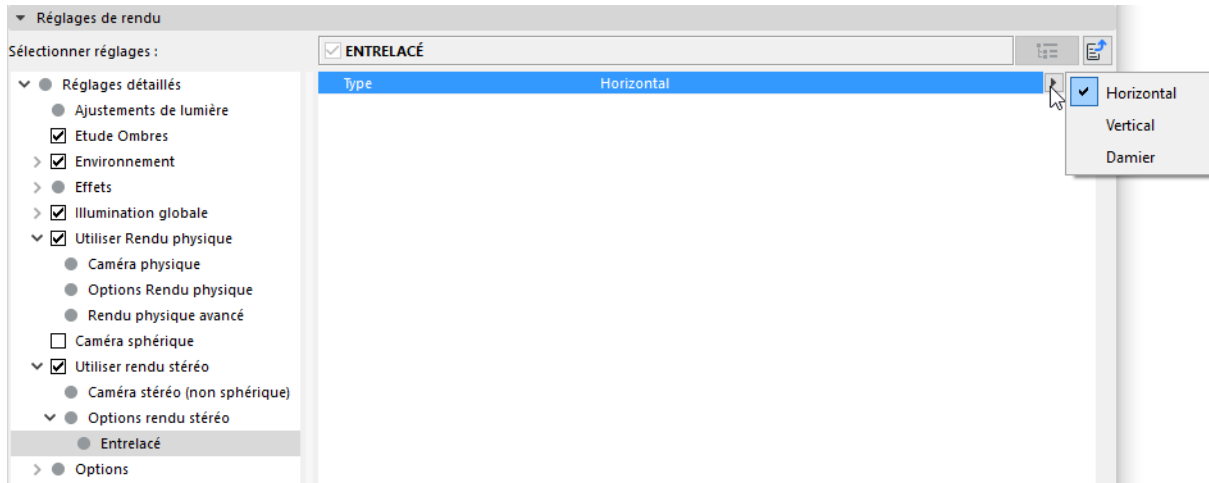 Réglages de rendu
Sélectionner réglages :
ENTRELACÉ
Réglages détaillés
Ajustements de lumière
Etude Ombres
Environnement
Effets
Illumination globale
Utiliser Rendu physique
Caméra physique
Options Rendu physique
Rendu physique avancé
Caméra sphérique
Utiliser rendu stéréo
Caméra stéréo (non sphérique)
Options rendu stéréo
Entrelacé
Options
Type Horizontal
Horizontal
Vertical
Damier